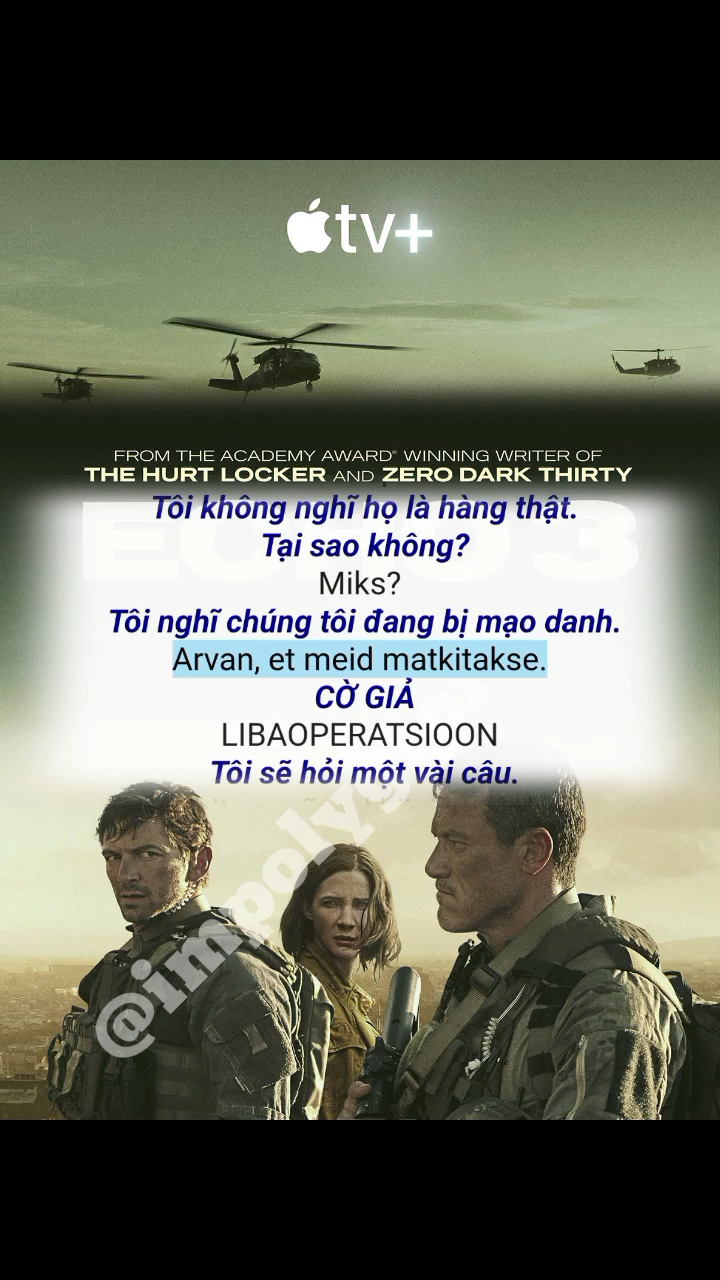 tv+
FROM THE ACADEMY AWARD® WINNING WRITER OF
THE HURT LOCKER AND ZERO DARK THIRTY
ECHO 3
Tôi không nghĩ họ là hàng thật.
Tại sao không?
Miks?
Tôi nghĩ chúng tôi đang bị mạo danh.
Arvan, et meid matkitakse.
CỜ GIẢ
LIBAOPERATSIOON
Tôi sẽ hỏi một vài câu.